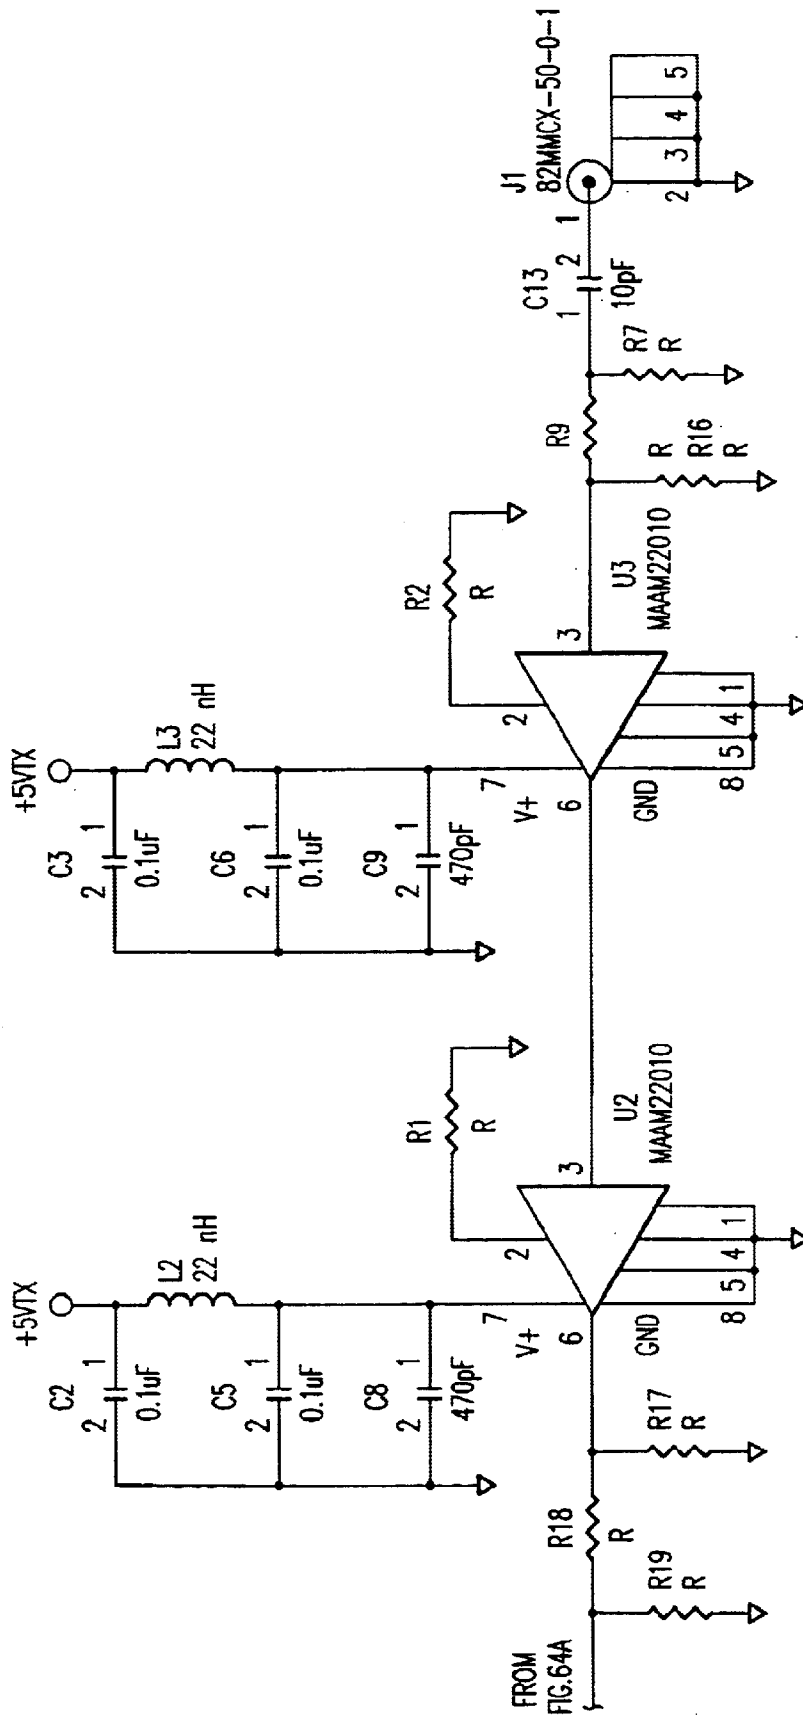 +5VTX
L2
22 nH
C2
1
2
0.1uF
C5
1
2
0.1uF
C8
1
2
470pF
7
V+
6
GND
8
5
4
1
2
3
R1
R
U2
MAAM22010
R17
R
R18
R
R19
R
FROM
FIG.64A
+5VTX
L3
22 nH
C3
1
2
0.1uF
C6
1
2
0.1uF
C9
1
2
470pF
7
V+
6
GND
8
5
4
1
2
3
R2
R
U3
MAAM22010
R9
R
R16
R
R7
R
C13
1
2
10pF
J1
82MMCX-50-0-1
1
2
3
4
5